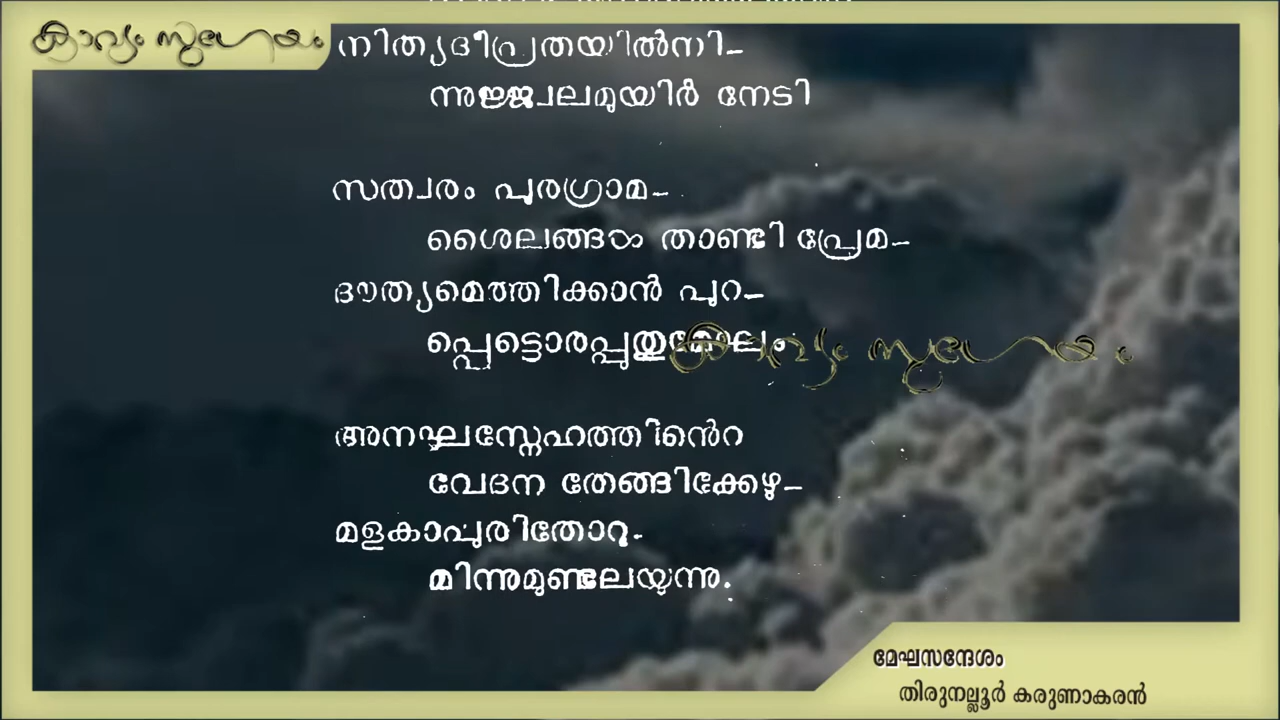 കാവ്യം സുഗേയം
നിത്യദീപ്രതയിൽനി–
ന്നുജ്ജ്വലമുയിർ നേടി
സത്വരം പുരഗ്രാമ–
ശൈലങ്ങൾ താണ്ടി പ്രേമ–
ദൗത്യമെത്തിക്കാൻ പുറ–
പ്പെട്ടൊരപ്പുതുമേഘം
കാവ്യം സുഗേയം
അനഘസ്നേഹത്തിൻെറ
വേദന തേങ്ങിക്കേഴു–
മളകാപുരിതോറു–
മിന്നുമുണ്ടലയുന്നു.
മേഘസന്ദേശം
തിരുനല്ലൂർ കരുണാകരൻ